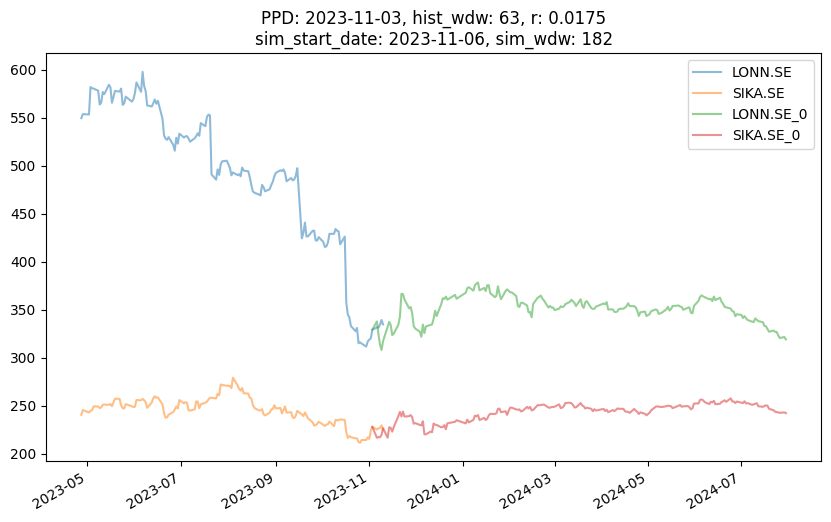 PPD: 2023-11-03, hist_wdw: 63, r: 0.0175
sim_start_date: 2023-11-06, sim_wdw: 182
LONN.SE
SIKA.SE
LONN.SE_0
SIKA.SE_0
600
550
500
450
400
350
300
250
200
2023-05
2023-07
2023-09
2023-11
2024-01
2024-03
2024-05
2024-07